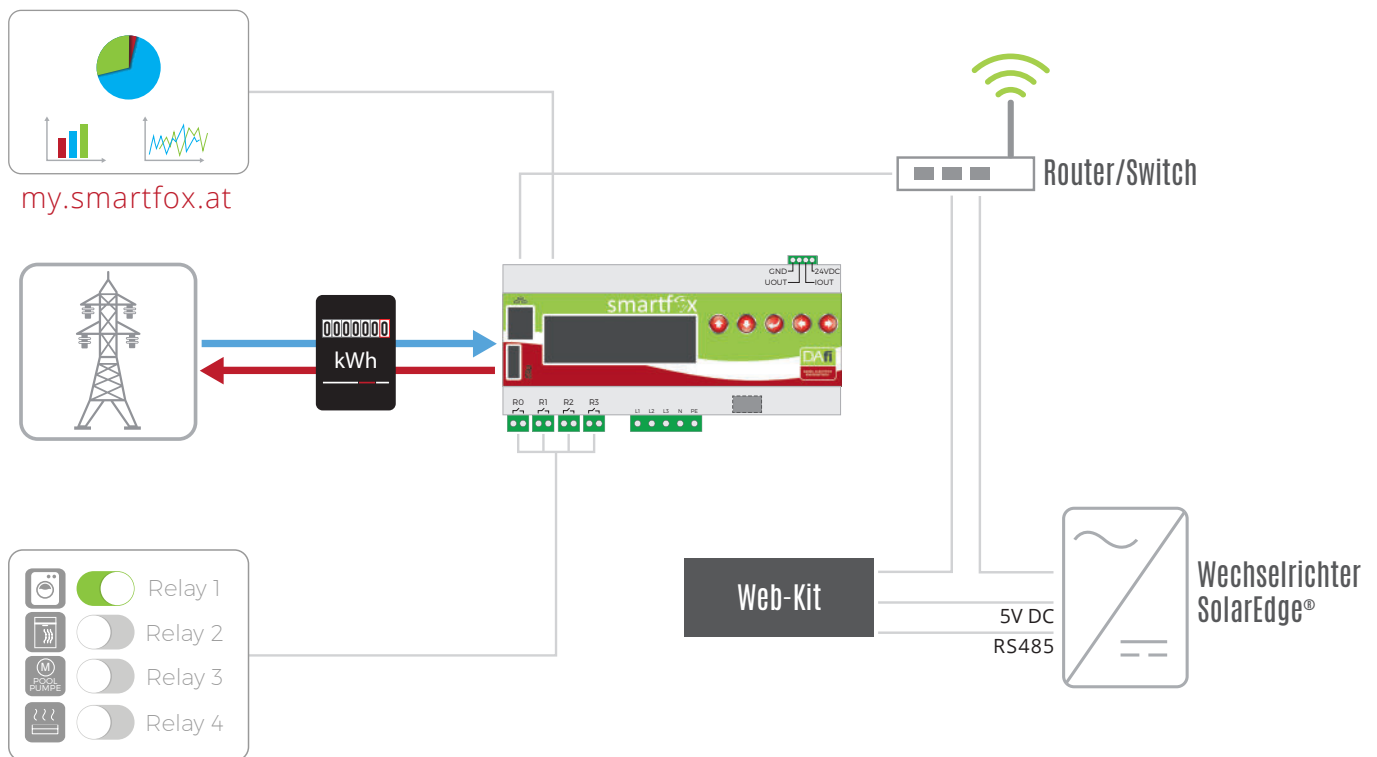 my.smartfox.at
Router/Switch
GND
24VDC
UOUT
IOUT
smartfox
DAfi
0000000
kWh
R0 R1 R2 R3
L1 L2 L3 N PE
Web-Kit
5V DC
RS485
Wechselrichter
SolarEdge®
Relay 1
Relay 2
M
POOL
PUMPE
Relay 3
Relay 4